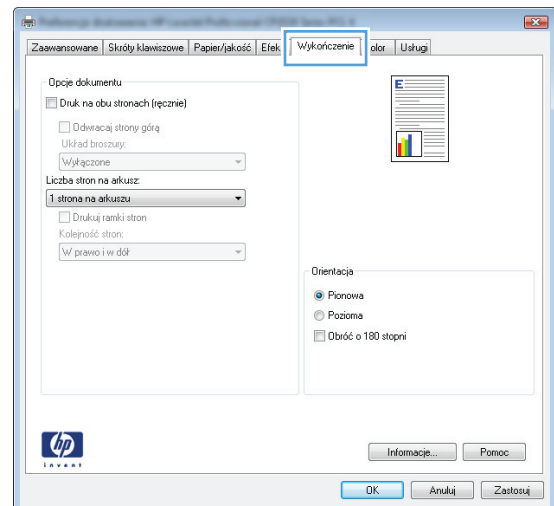 Zaawansowane Skróty klawiszowe Papier/jakość Efek Wykończenie olor Usługi
Opcje dokumentu
Druk na obu stronach (ręcznie)
Odwracaj strony górą
Układ broszury:
Wyłączone
Liczba stron na arkusz:
1 strona na arkuszu
Drukuj ramki stron
Kolejność stron:
W prawo i w dół
E
Orientacja
Pionowa
Pozioma
Obróć o 180 stopni
hp
invent
Informacje... Pomoc
OK Anuluj Zastosuj